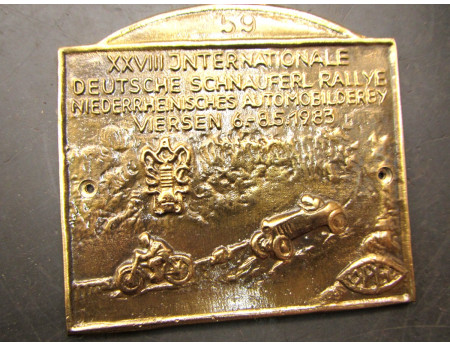 59
XXVIII JNTERNATIONALE
DEUTSCHE SCHNAUFERL RALLYE
NIEDERRHEINISCHES AUTOMOBILDERBY
VIERSEN 6.-8.5.1983